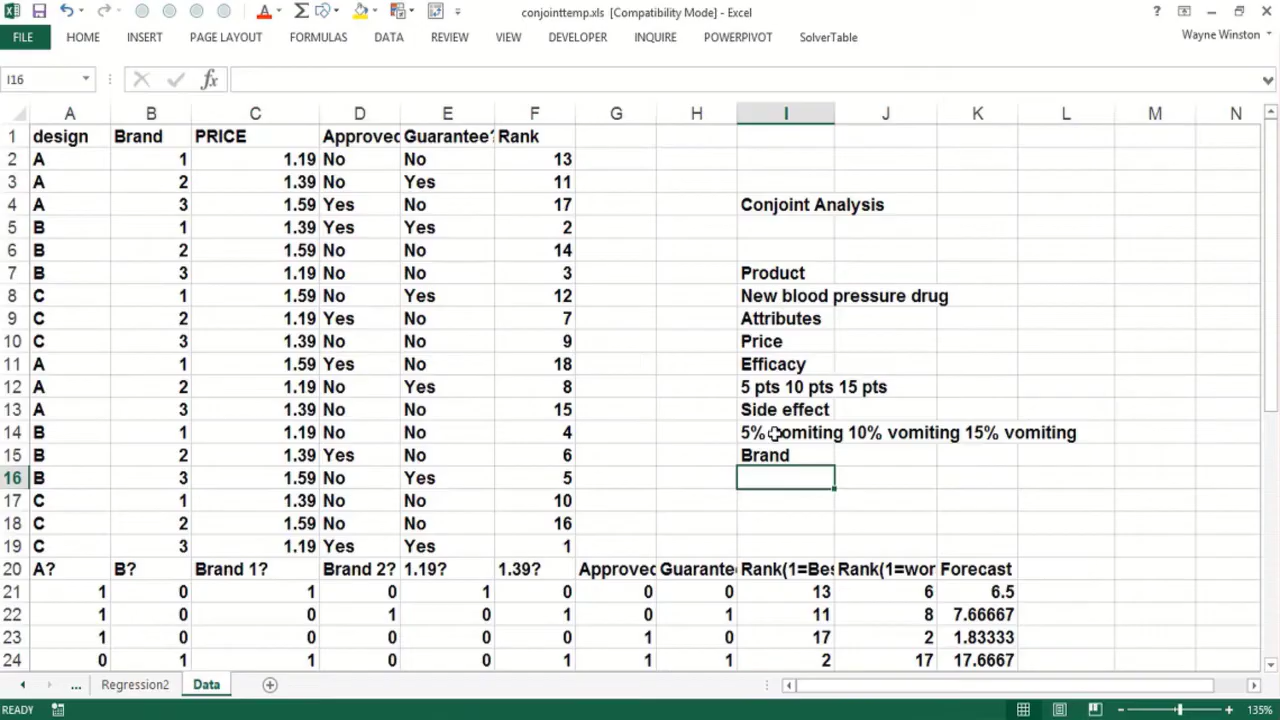 conjointtemp.xls [Compatibility Mode] - Excel
FILE HOME INSERT PAGE LAYOUT FORMULAS DATA REVIEW VIEW DEVELOPER INQUIRE POWERPIVOT SolverTable Wayne Winston
I16 fx
A B C D E F G H I J K L M N
1 design Brand PRICE Approved Guarantee? Rank
2 A 1 1.19 No No 13
3 A 2 1.39 No Yes 11
4 A 3 1.59 Yes No 17 Conjoint Analysis
5 B 1 1.39 Yes Yes 2
6 B 2 1.59 No No 14
7 B 3 1.19 No No 3 Product
8 C 1 1.59 No Yes 12 New blood pressure drug
9 C 2 1.19 Yes No 7 Attributes
10 C 3 1.39 No No 9 Price
11 A 1 1.59 Yes No 18 Efficacy
12 A 2 1.19 No Yes 8 5 pts 10 pts 15 pts
13 A 3 1.39 No No 15 Side effect
14 B 1 1.19 No No 4 5% vomiting 10% vomiting 15% vomiting
15 B 2 1.39 Yes No 6 Brand
16 B 3 1.59 No Yes 5
17 C 1 1.39 No No 10
18 C 2 1.59 No No 16
19 C 3 1.19 Yes Yes 1
20 A? B? Brand 1? Brand 2? 1.19? 1.39? Approved Guarante Rank(1=Bes Rank(1=wor Forecast
21 1 0 1 0 1 0 0 0 13 6 6.5
22 1 0 0 1 0 1 0 1 11 8 7.66667
23 1 0 0 0 0 0 1 0 17 2 1.83333
24 0 1 1 0 0 1 1 1 2 17 17.6667
... Regression2 Data
READY 135%